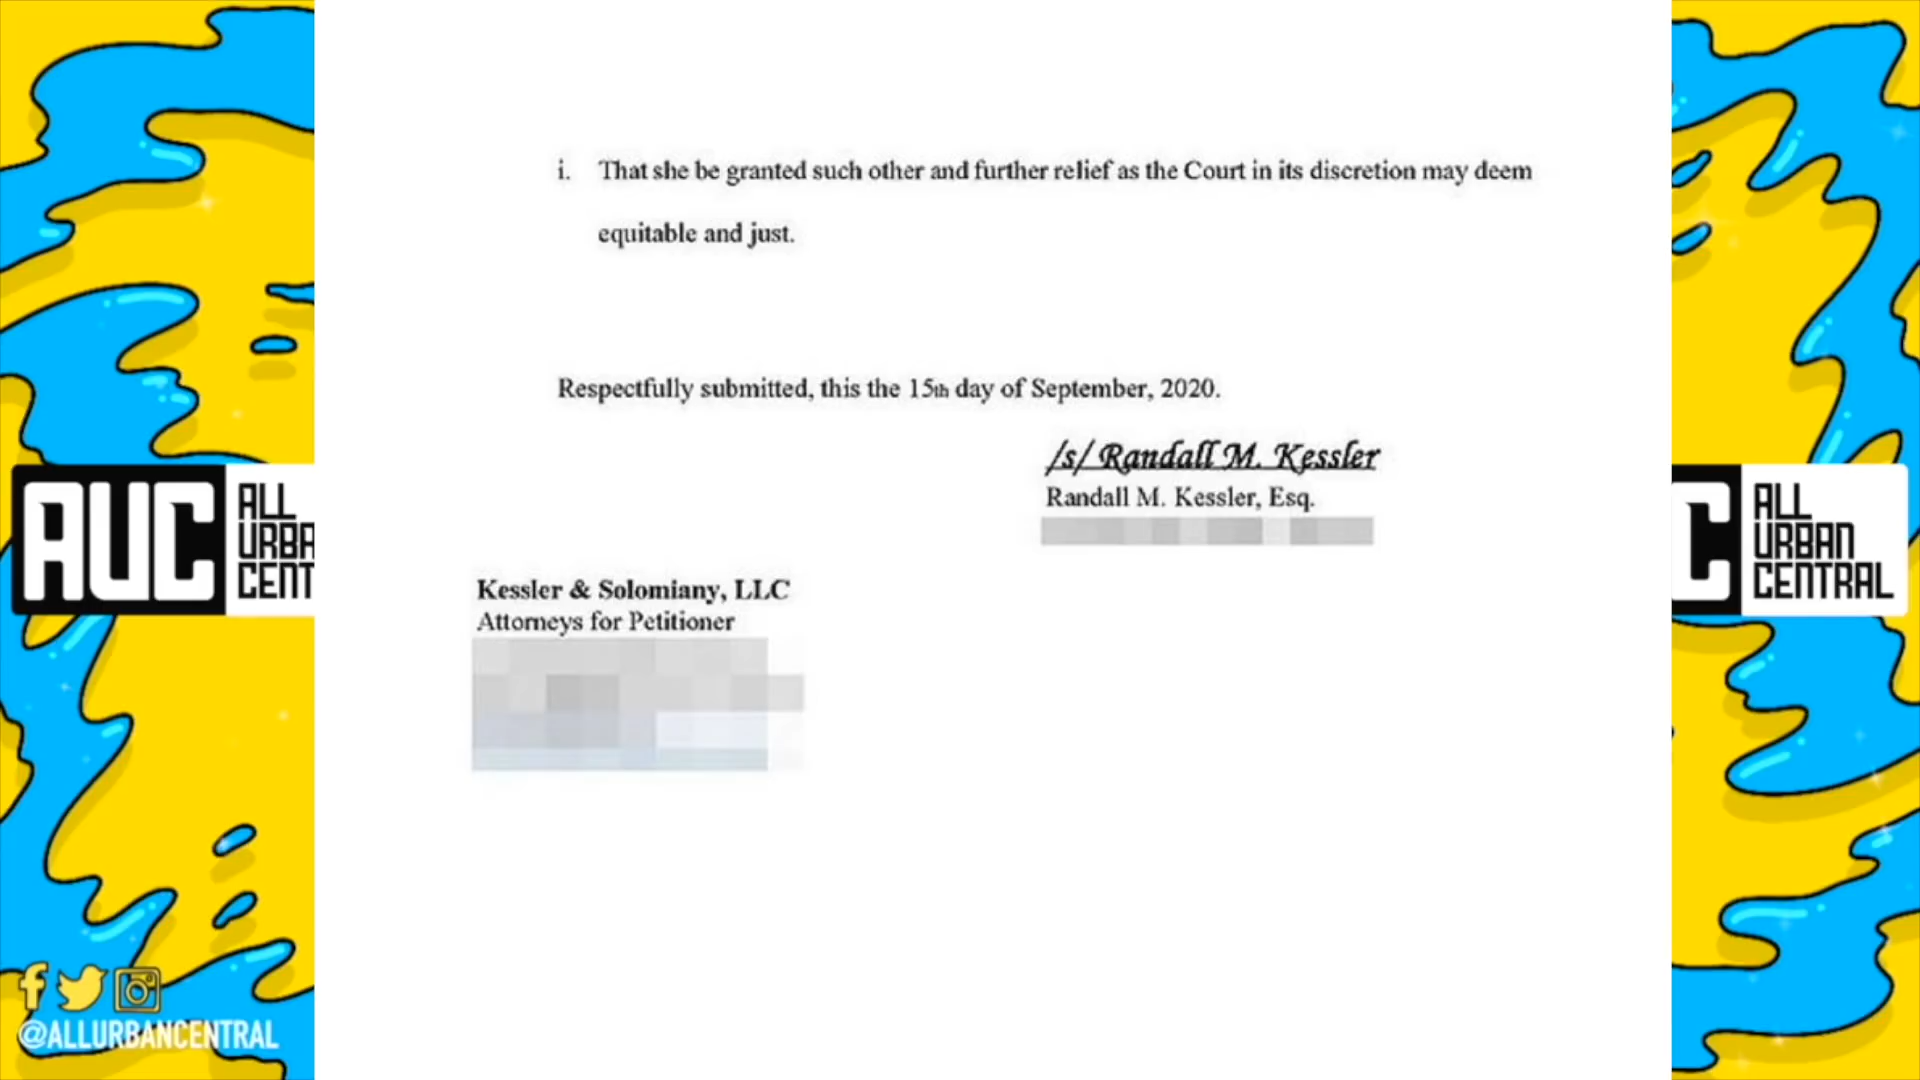 i. That she be granted such other and further relief as the Court in its discretion may deem
equitable and just.
Respectfully submitted, this the 15th day of September, 2020.
/s/ Randall M. Kessler
Randall M. Kessler, Esq.
Kessler & Solomiany, LLC
Attorneys for Petitioner
AUC
ALL
URBA
CENT
C
ALL
URBAN
CENTRAL
@ALLURBANCENTRAL